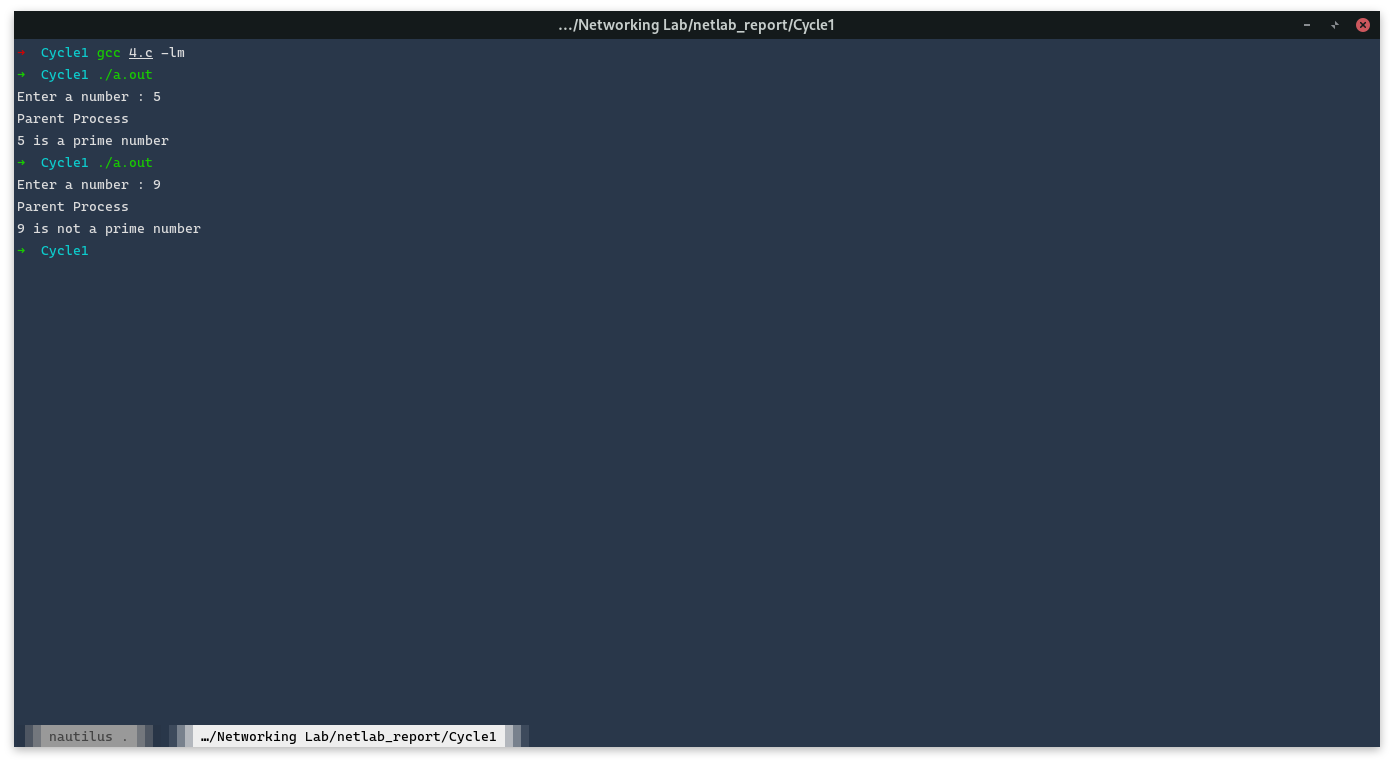 …/Networking Lab/netlab_report/Cycle1
➜ Cycle1 gcc 4.c -lm
➜ Cycle1 ./a.out
Enter a number : 5
Parent Process
5 is a prime number
➜ Cycle1 ./a.out
Enter a number : 9
Parent Process
9 is not a prime number
➜ Cycle1
nautilus . …/Networking Lab/netlab_report/Cycle1